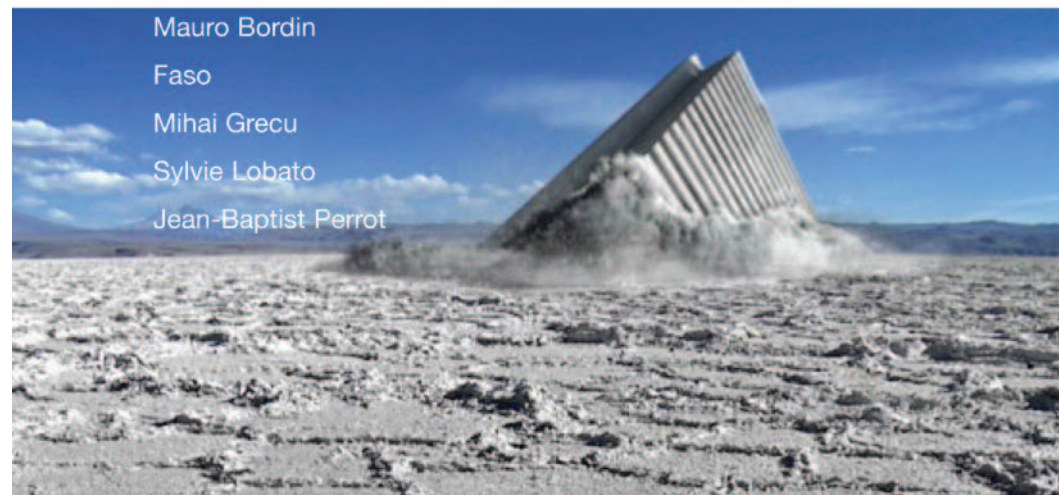 Mauro Bordin
Faso
Mihai Grecu
Sylvie Lobato
Jean-Baptist Perrot